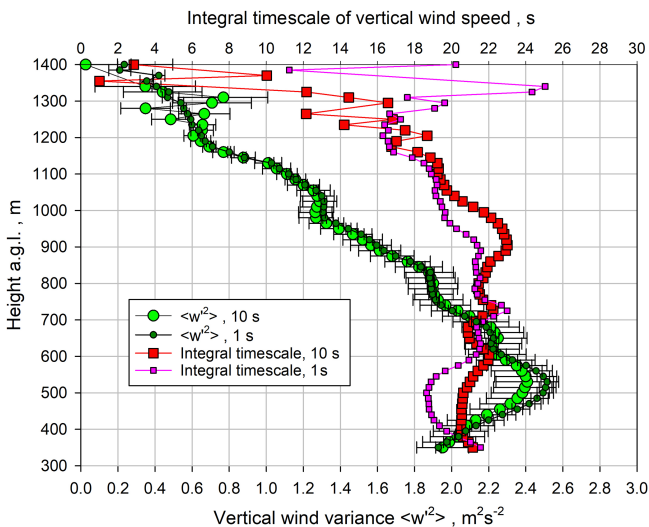 Integral timescale of vertical wind speed , s
0 2 4 6 8 10 12 14 16 18 20 22 24 26 28 30
1400
1300
1200
1100
1000
900
800
700
600
500
400
300
Height a.g.l. , m
<w'²> , 10 s
<w'²> , 1 s
Integral timescale, 10 s
Integral timescale, 1s
0.0 0.2 0.4 0.6 0.8 1.0 1.2 1.4 1.6 1.8 2.0 2.2 2.4 2.6 2.8 3.0
Vertical wind variance <w'²> , m²s⁻²